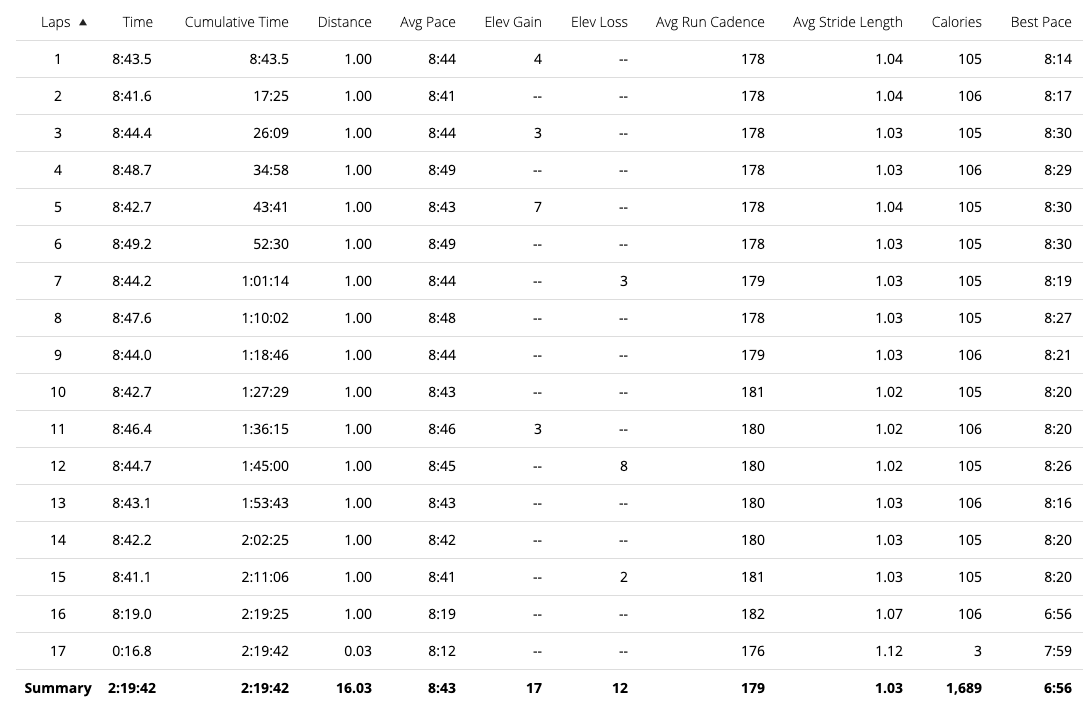 Laps ▲ Time Cumulative Time Distance Avg Pace Elev Gain Elev Loss Avg Run Cadence Avg Stride Length Calories Best Pace
1 8:43.5 8:43.5 1.00 8:44 4 -- 178 1.04 105 8:14
2 8:41.6 17:25 1.00 8:41 -- -- 178 1.04 106 8:17
3 8:44.4 26:09 1.00 8:44 3 -- 178 1.03 105 8:30
4 8:48.7 34:58 1.00 8:49 -- -- 178 1.03 106 8:29
5 8:42.7 43:41 1.00 8:43 7 -- 178 1.04 105 8:30
6 8:49.2 52:30 1.00 8:49 -- -- 178 1.03 105 8:30
7 8:44.2 1:01:14 1.00 8:44 -- 3 179 1.03 105 8:19
8 8:47.6 1:10:02 1.00 8:48 -- -- 178 1.03 105 8:27
9 8:44.0 1:18:46 1.00 8:44 -- -- 179 1.03 106 8:21
10 8:42.7 1:27:29 1.00 8:43 -- -- 181 1.02 105 8:20
11 8:46.4 1:36:15 1.00 8:46 3 -- 180 1.02 106 8:20
12 8:44.7 1:45:00 1.00 8:45 -- 8 180 1.02 105 8:26
13 8:43.1 1:53:43 1.00 8:43 -- -- 180 1.03 106 8:16
14 8:42.2 2:02:25 1.00 8:42 -- -- 180 1.03 105 8:20
15 8:41.1 2:11:06 1.00 8:41 -- 2 181 1.03 105 8:20
16 8:19.0 2:19:25 1.00 8:19 -- -- 182 1.07 106 6:56
17 0:16.8 2:19:42 0.03 8:12 -- -- 176 1.12 3 7:59
Summary 2:19:42 2:19:42 16.03 8:43 17 12 179 1.03 1,689 6:56